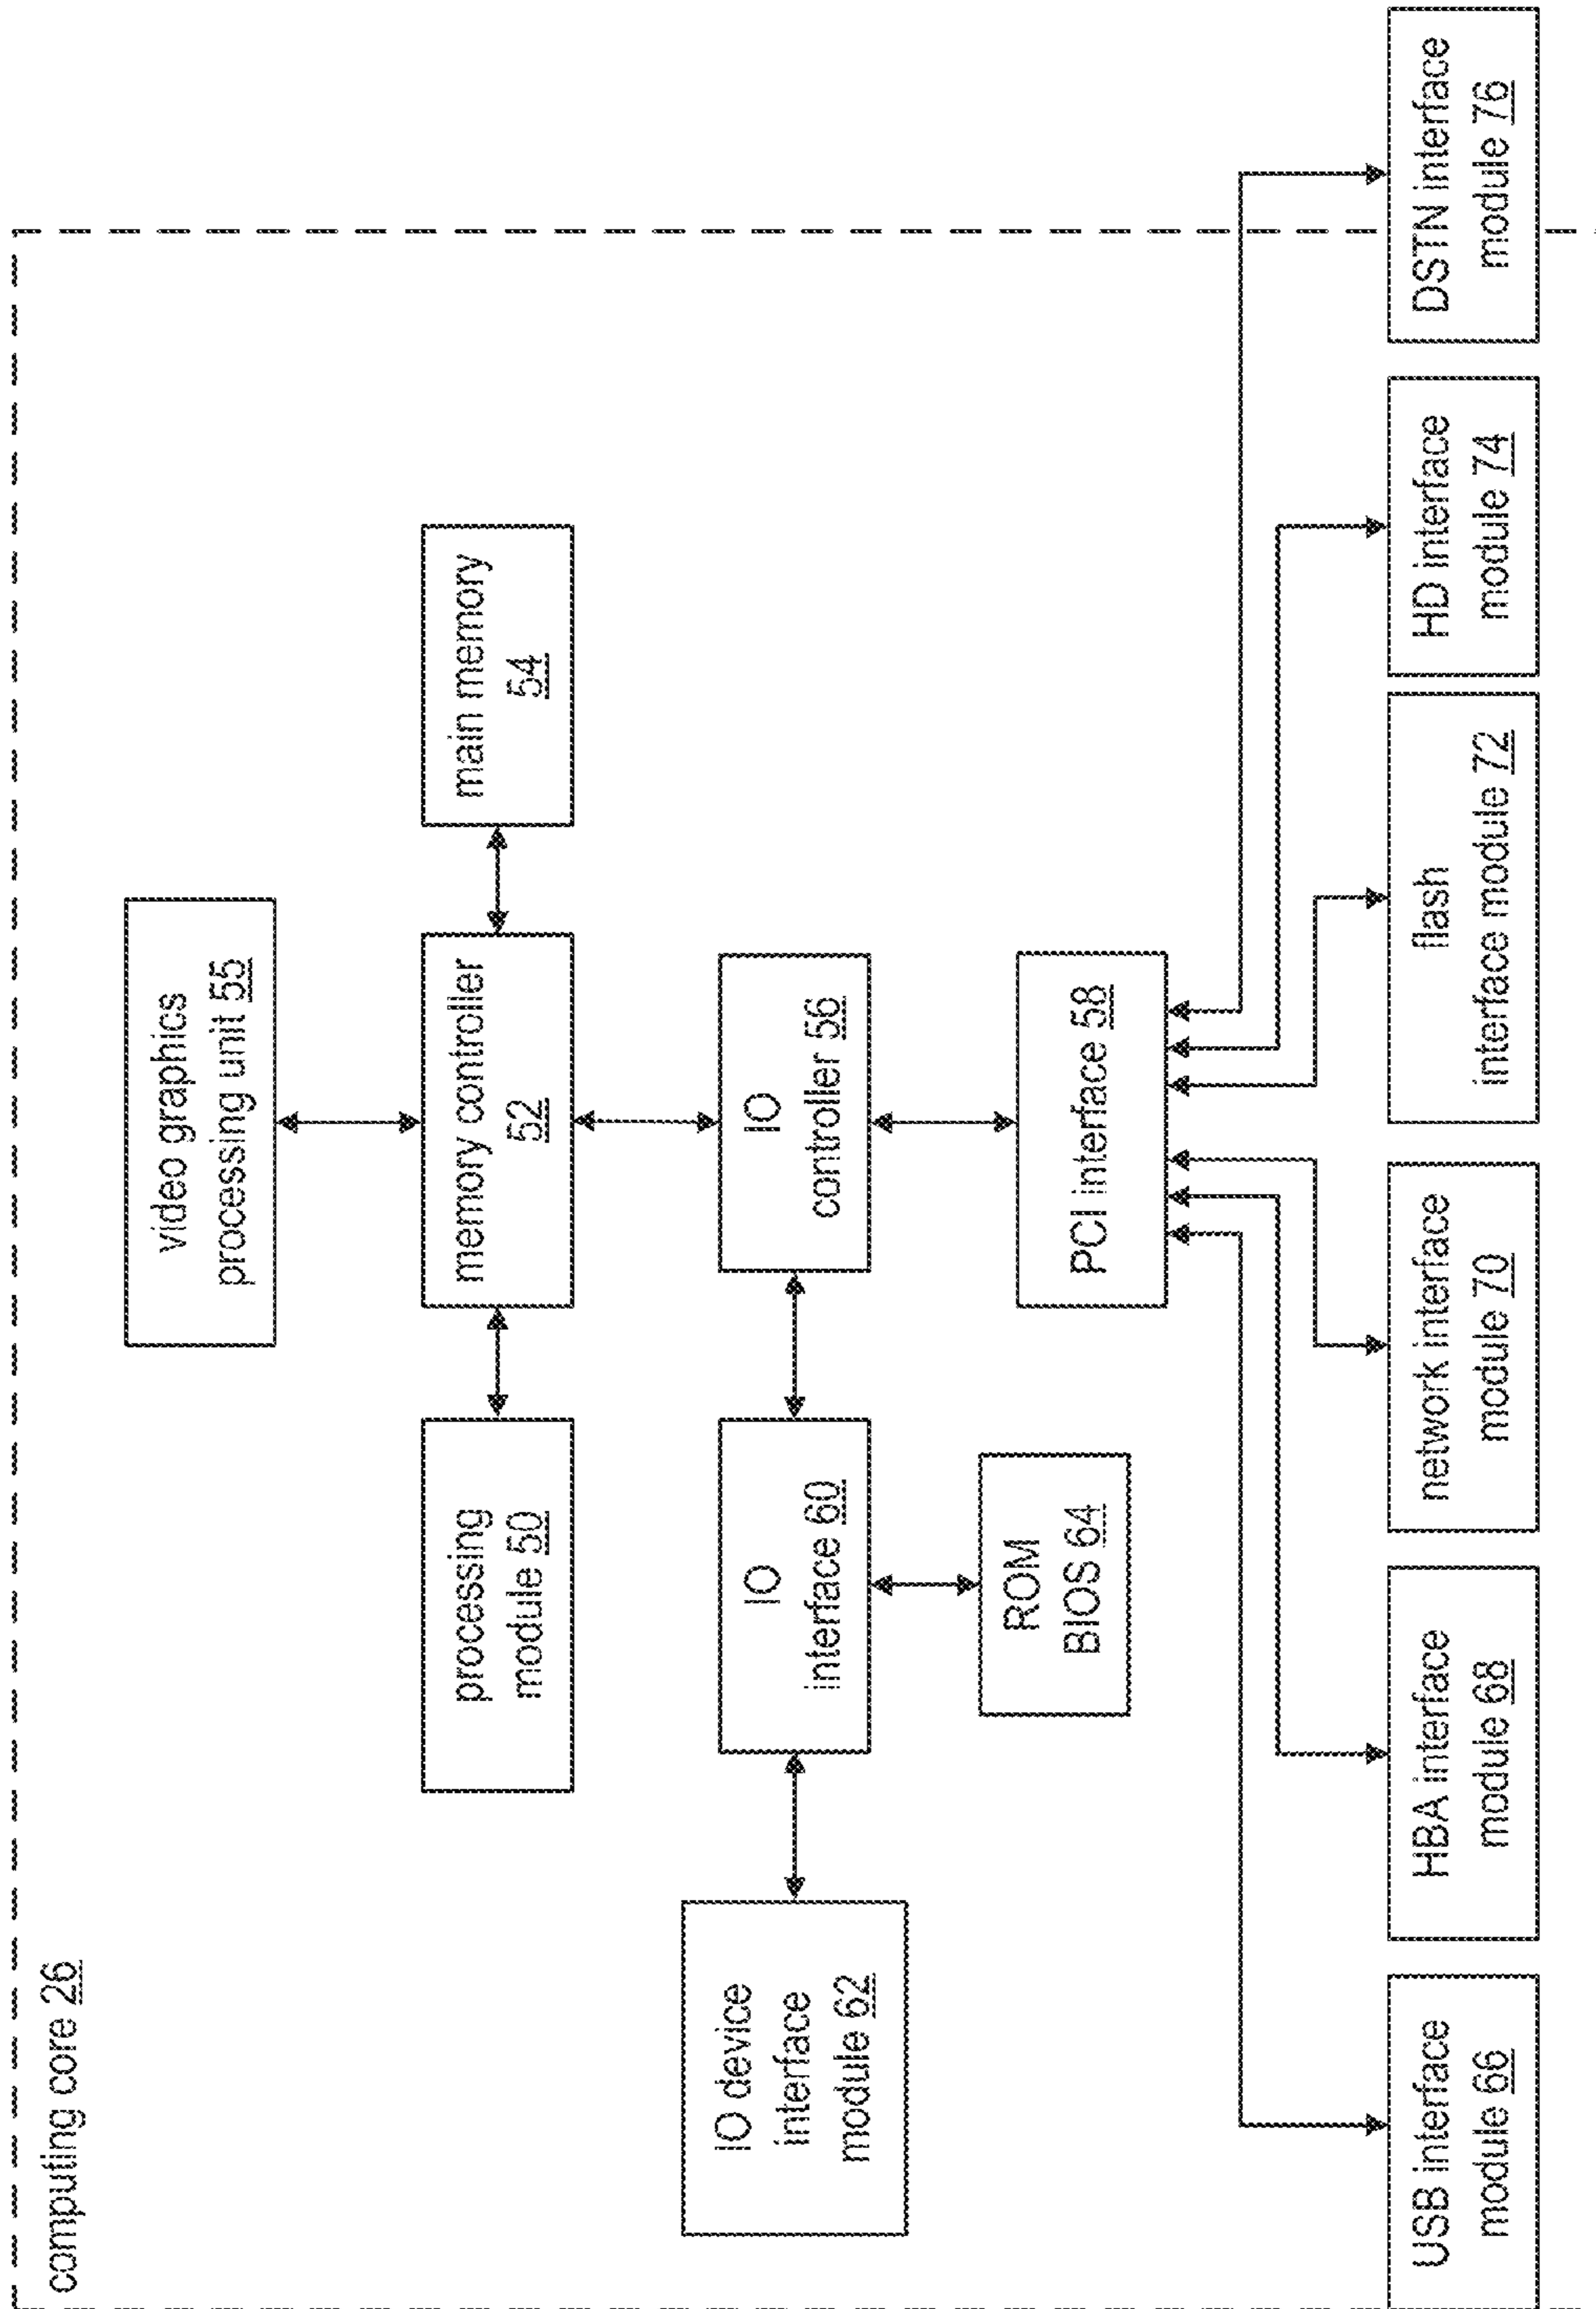 computing core 26
video graphics
processing unit 55
processing
module 50
memory controller
52
main memory
54
IO device
interface
module 62
IO
interface 60
IO
controller 56
ROM
BIOS 64
PCI interface 58
USB interface
module 66
HBA interface
module 68
network interface
module 70
flash
interface module 72
HD interface
module 74
DSTN interface
module 76